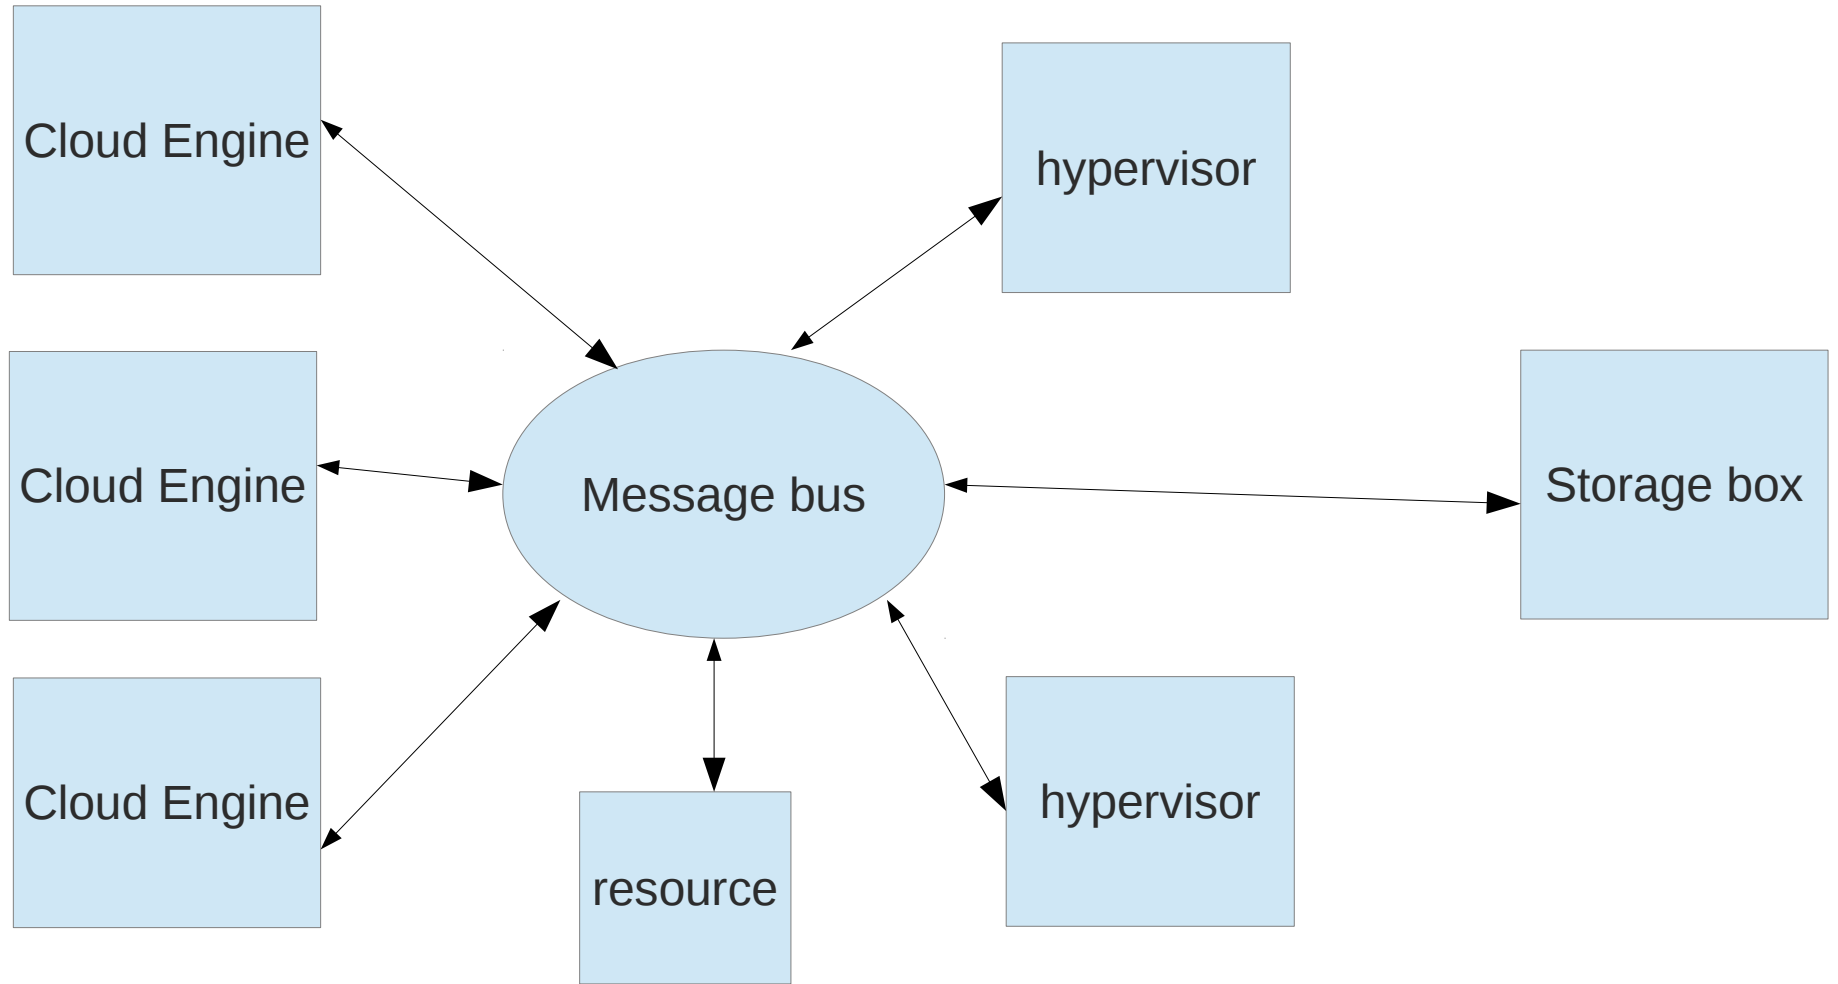 Cloud Engine
hypervisor
Cloud Engine
Message bus
Storage box
Cloud Engine
hypervisor
resource